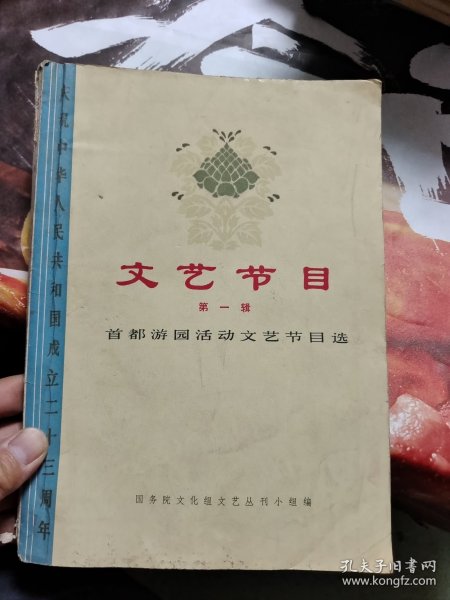 庆祝中华人民共和国成立二十三周年
文艺节目
第一辑
首都游园活动文艺节目选
国务院文化组文艺丛刊小组编
孔夫子旧书网
www.kongfz.com